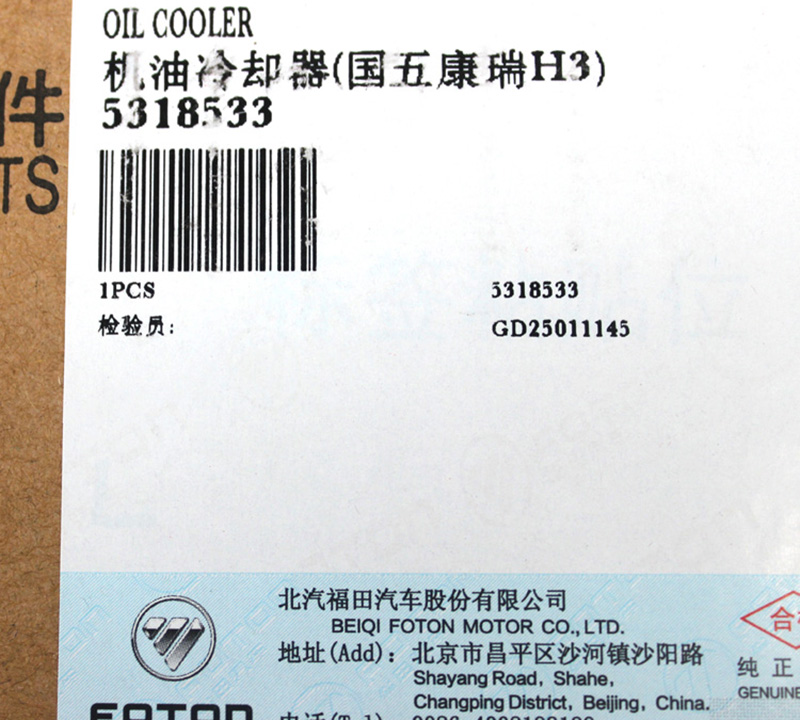 OIL COOLER
机油冷却器(国五康瑞H3)
5318533
件
TS
1PCS
5318533
检验员:
GD25011145
北汽福田汽车股份有限公司
BEIQI FOTON MOTOR CO.,LTD.
地址(Add): 北京市昌平区沙河镇沙阳路
Shayang Road, Shahe,
Changping District, Beijing, China.
FOTON
合
纯正
GENUINE